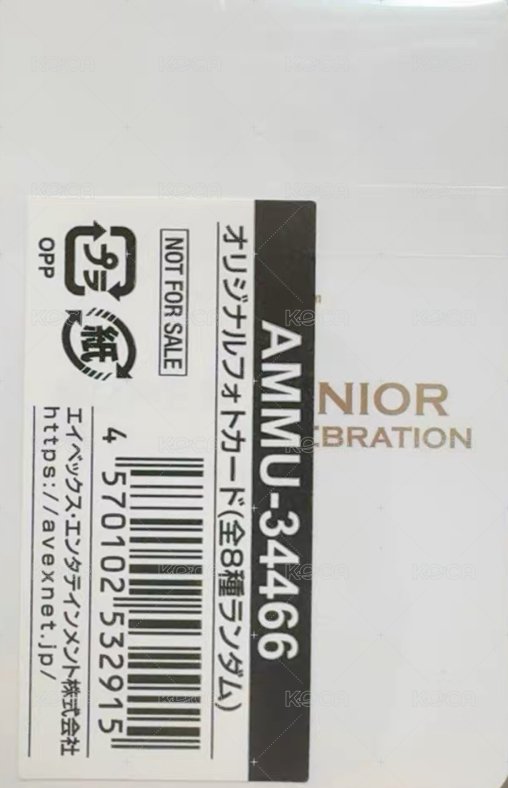 AMMU-34466
オリジナルフォトカード(全8種ランダム)
NOT FOR SALE
プラ
紙
OPP
4 570102 532915
エイベックス・エンタテインメント株式会社
https://avexnet.jp/
NIOR
EBRATION
KOCA